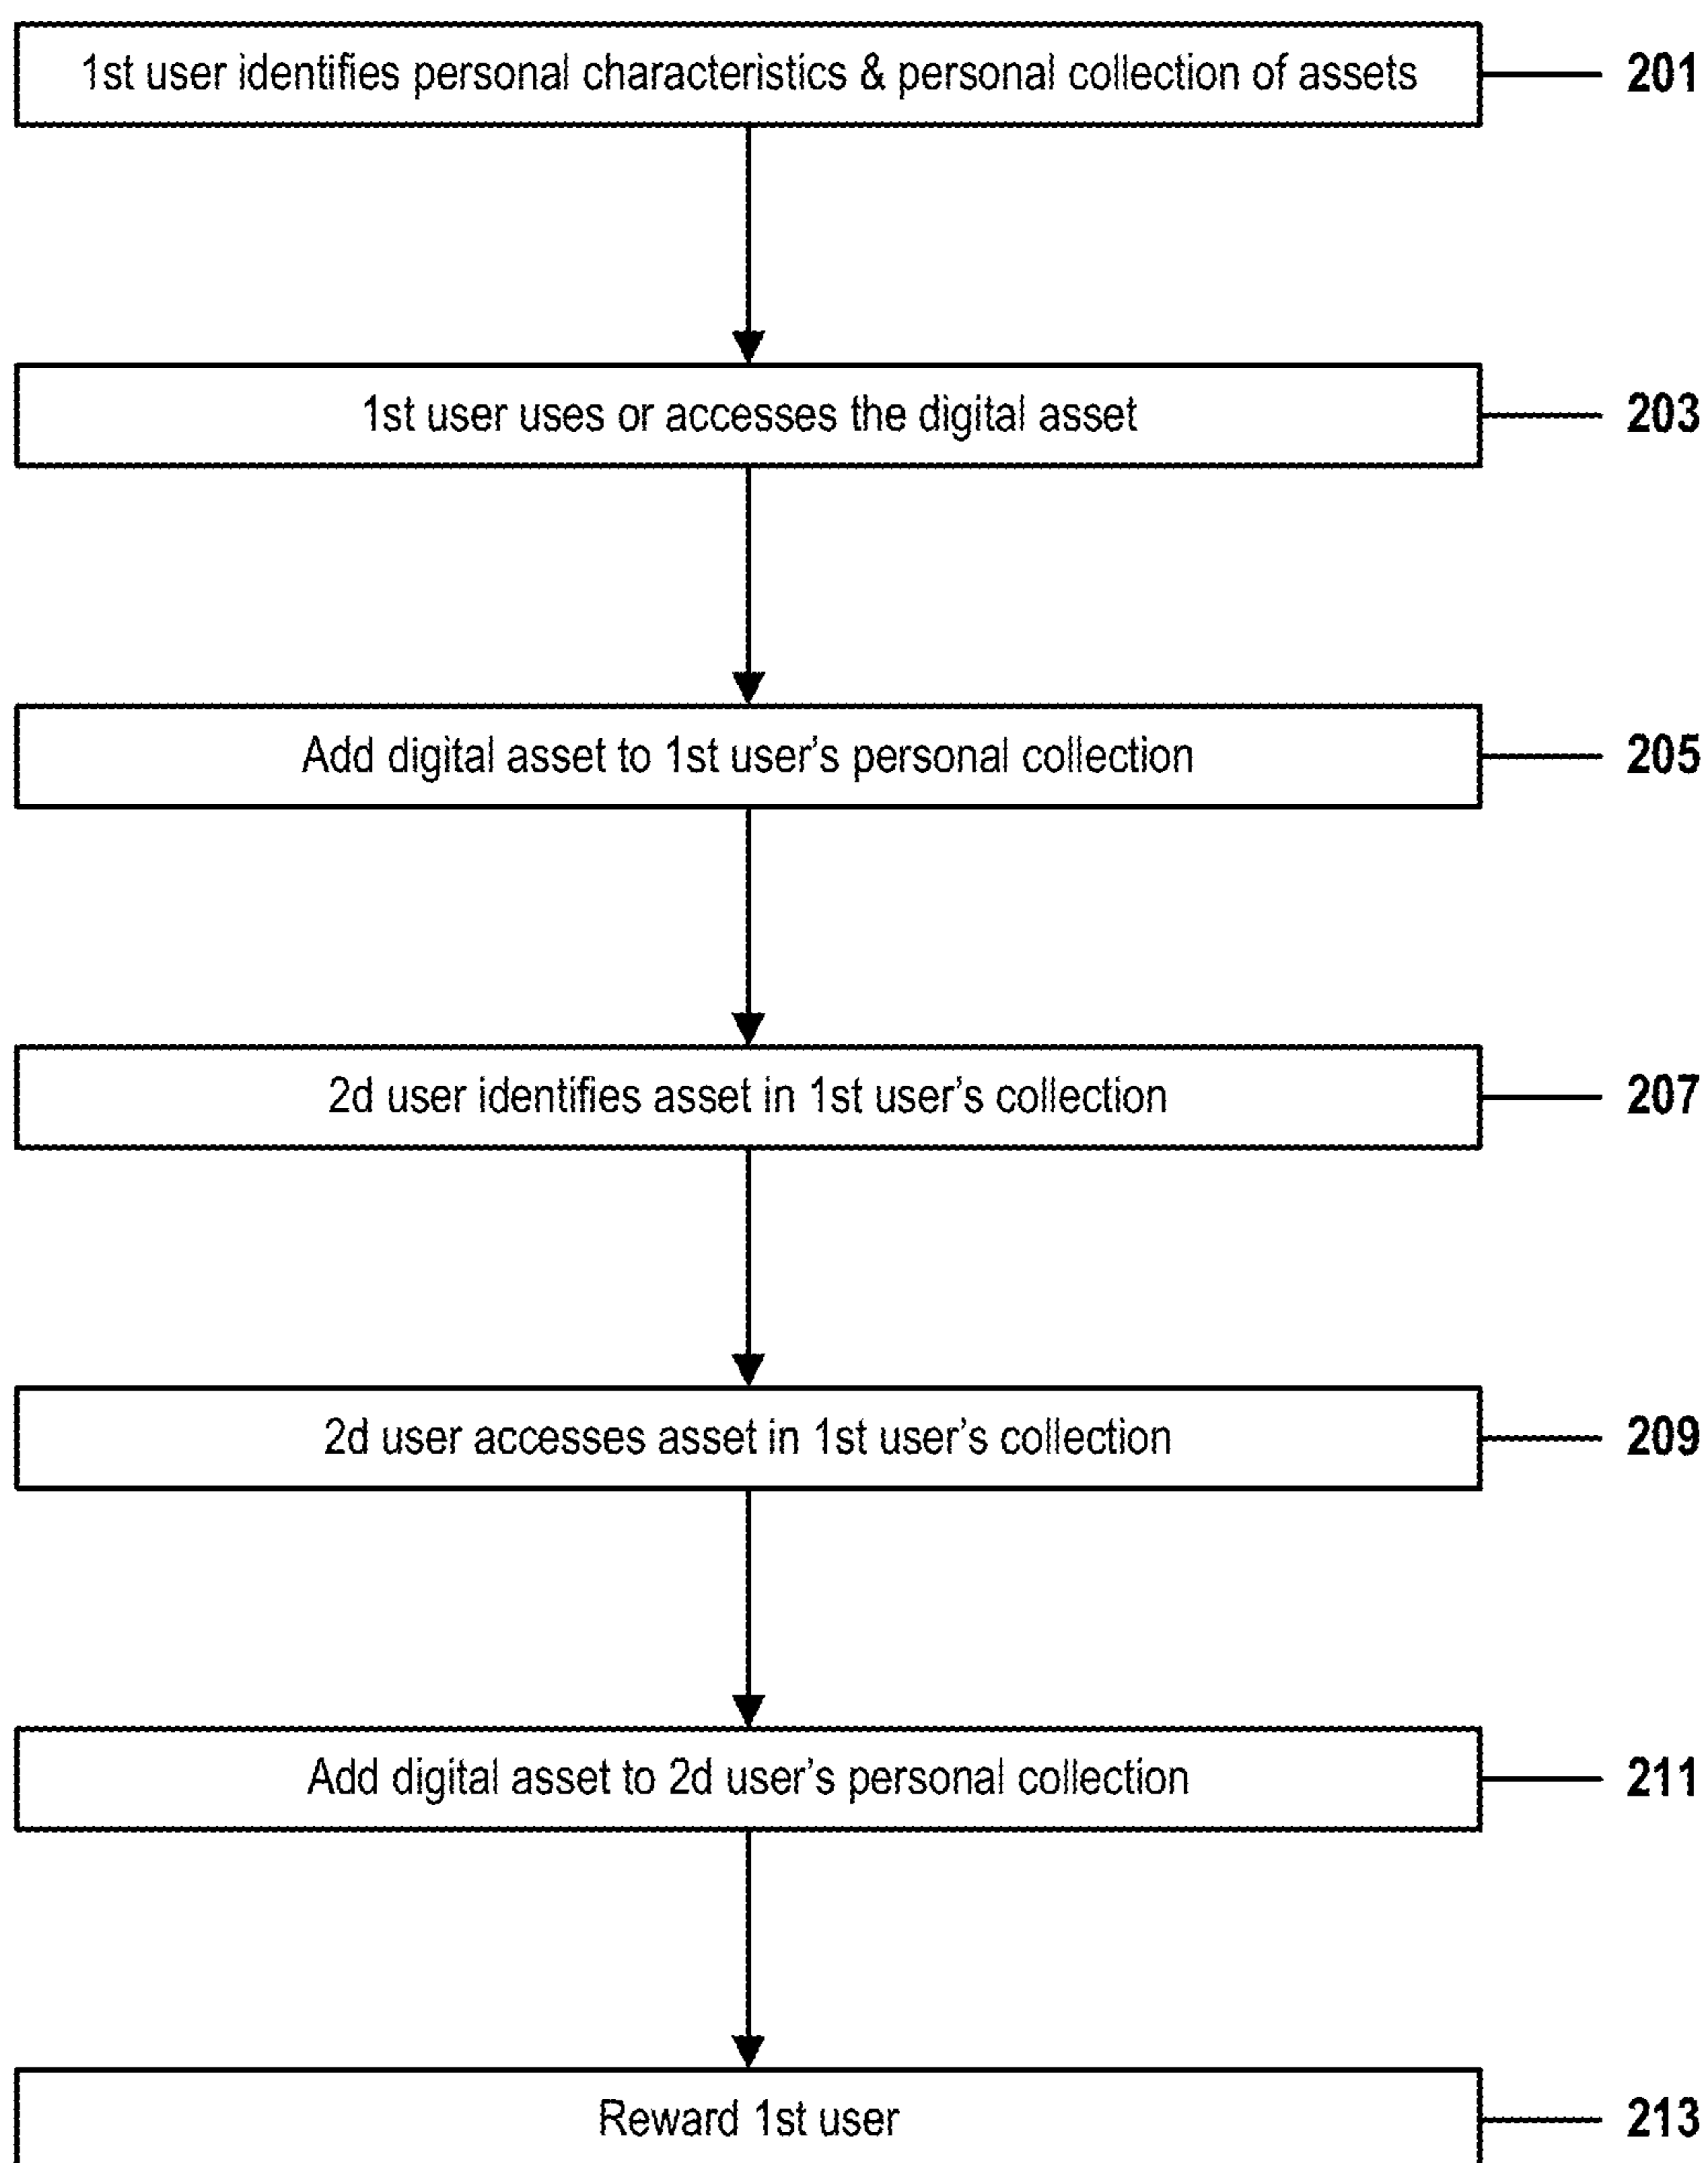 1st user identifies personal characteristics & personal collection of assets 201
1st user uses or accesses the digital asset 203
Add digital asset to 1st user's personal collection 205
2d user identifies asset in 1st user's collection 207
2d user accesses asset in 1st user's collection 209
Add digital asset to 2d user's personal collection 211
Reward 1st user 213